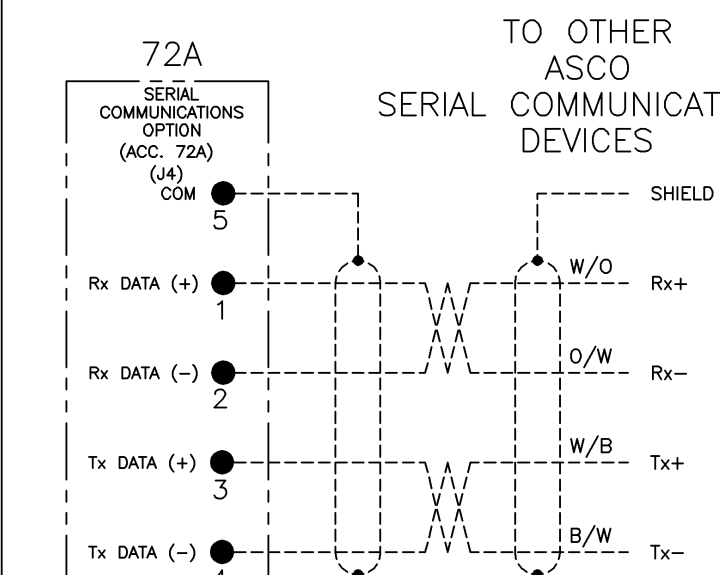 72A
SERIAL
COMMUNICATIONS
OPTION
(ACC. 72A)
(J4)
TO OTHER
ASCO
SERIAL COMMUNICAT
DEVICES
COM
5
SHIELD
Rx DATA (+)
1
W/O
Rx+
Rx DATA (-)
2
O/W
Rx-
Tx DATA (+)
3
W/B
Tx+
Tx DATA (-)
B/W
Tx-